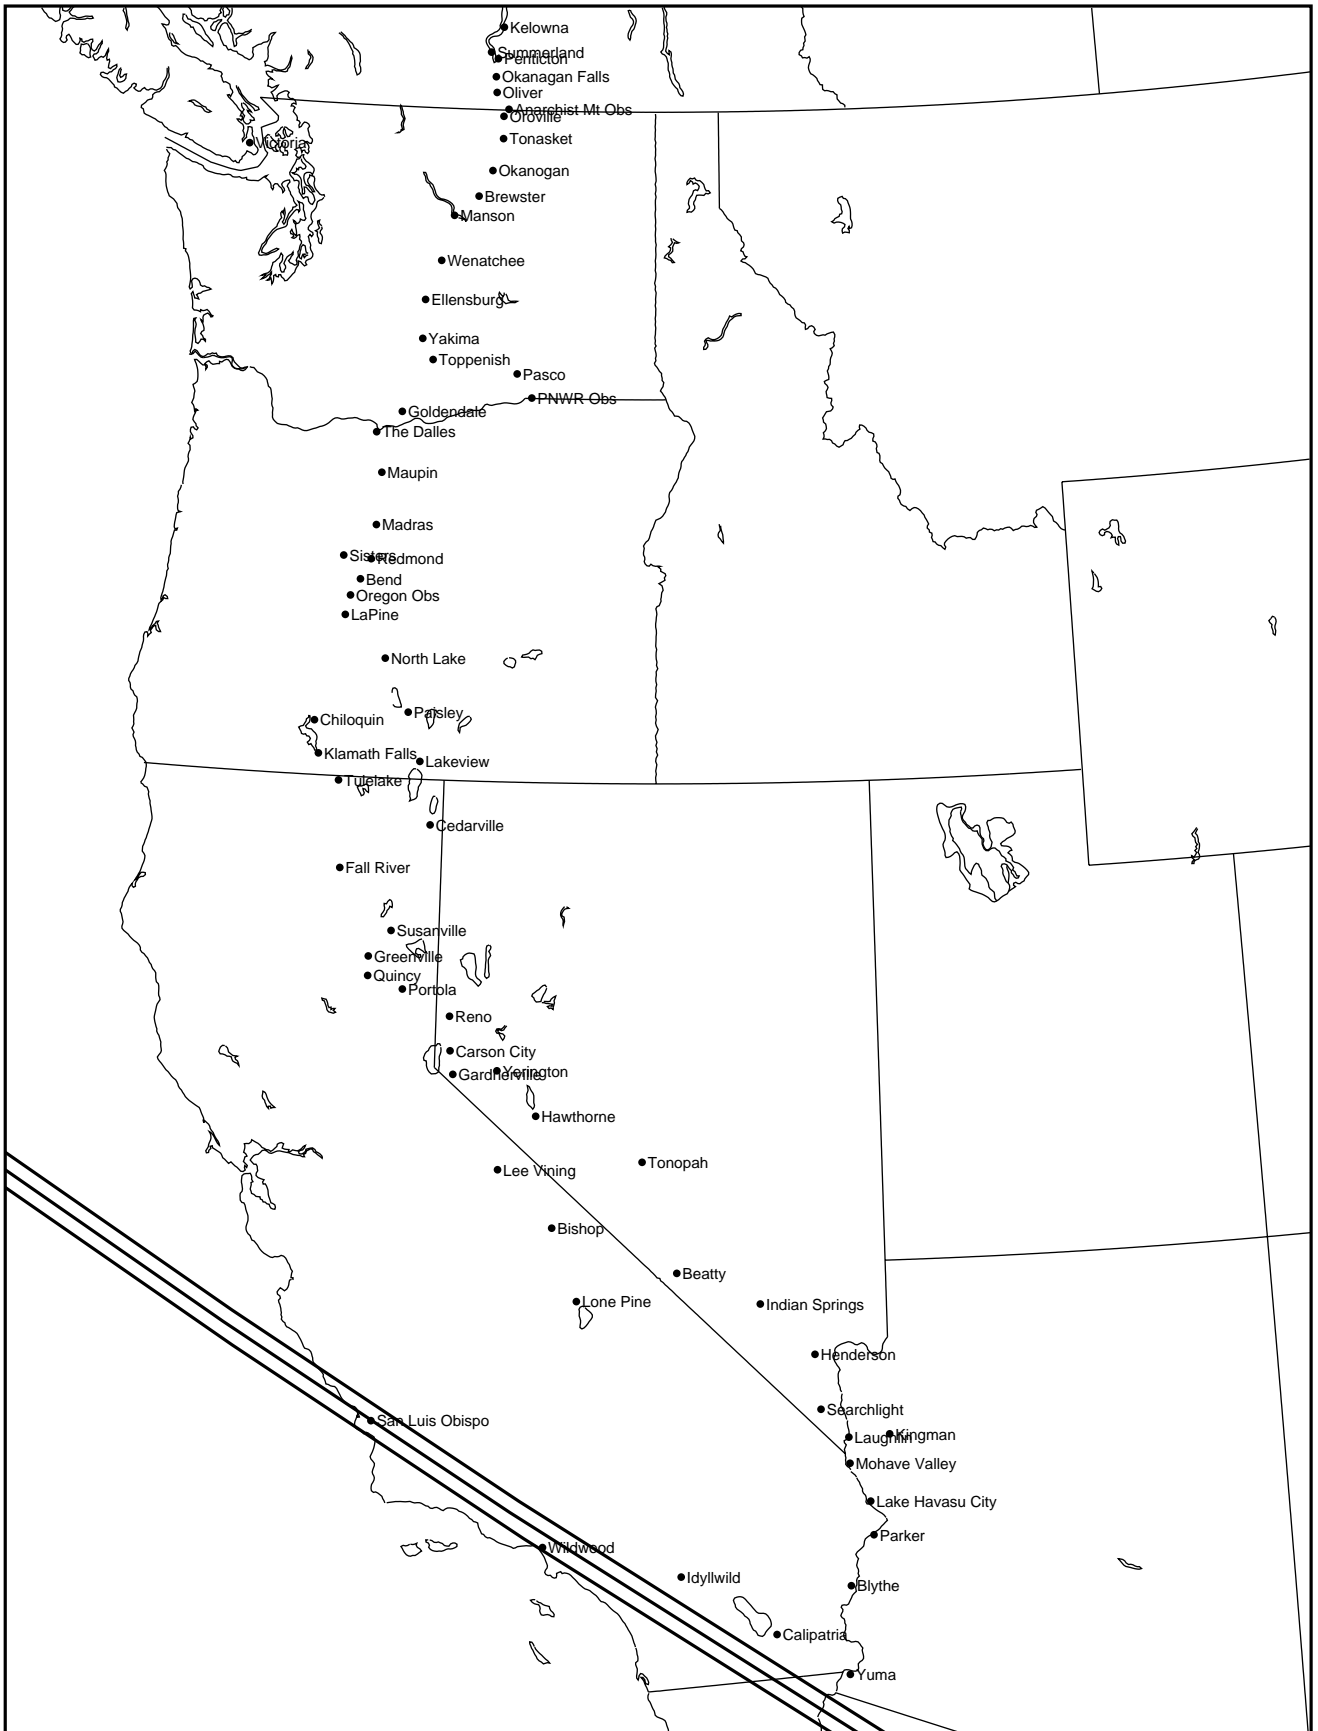 Kelowna
Summerland
Penticton
Okanagan Falls
Oliver
Anarchist Mt Obs
Oroville
Tonasket
Victoria
Okanogan
Brewster
Manson
Wenatchee
Ellensburg
Yakima
Toppenish
Pasco
PNWR Obs
Goldendale
The Dalles
Maupin
Madras
Sisters
Redmond
Bend
Oregon Obs
LaPine
North Lake
Paisley
Chiloquin
Klamath Falls
Lakeview
Tulelake
Cedarville
Fall River
Susanville
Greenville
Quincy
Portola
Reno
Carson City
Yerington
Gardnerville
Hawthorne
Tonopah
Lee Vining
Bishop
Beatty
Lone Pine
Indian Springs
Henderson
Searchlight
San Luis Obispo
Kingman
Laughlin
Mohave Valley
Lake Havasu City
Parker
Wildwood
Idyllwild
Blythe
Calipatria
Yuma